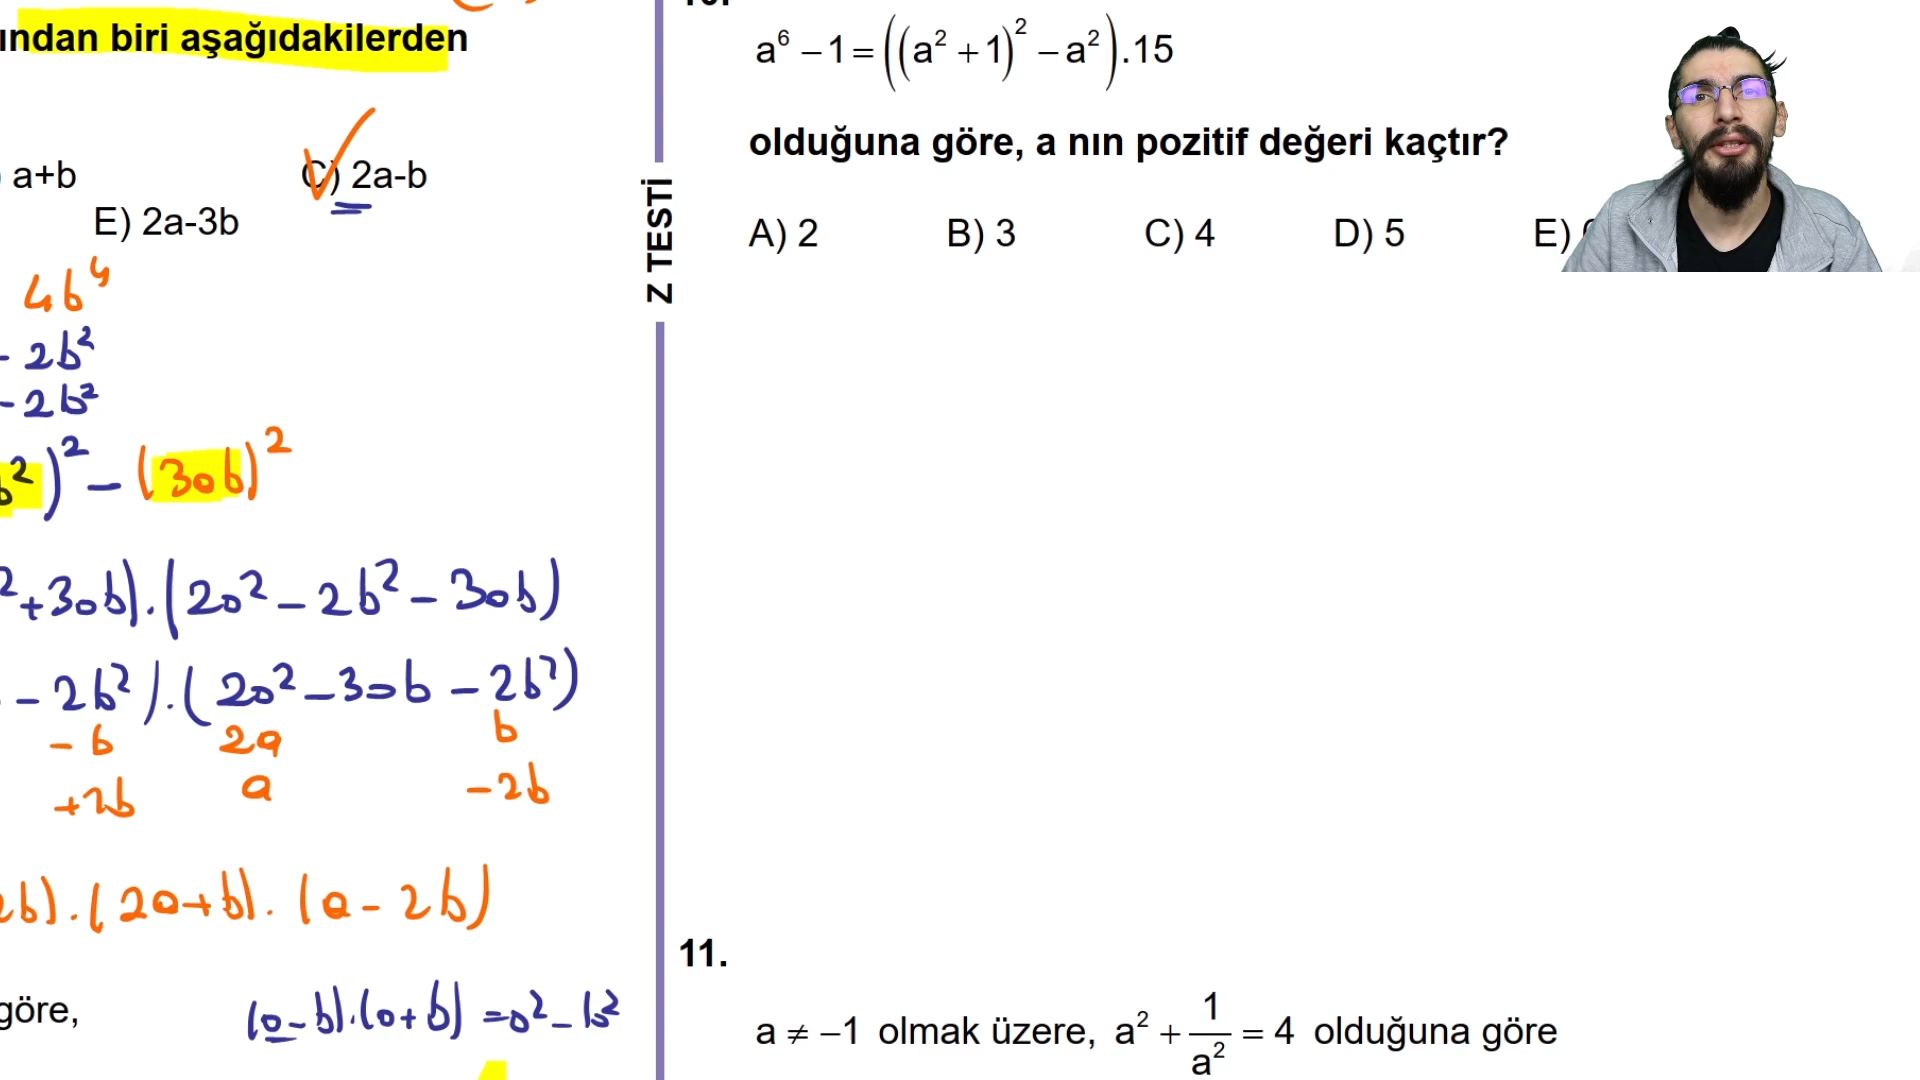 ından biri aşağıdakilerden
a+b
C) 2a-b
E) 2a-3b
4b⁴
- 2b²
- 2b²
b²)² - (3ab)²
²+3ab).(2a² - 2b² - 3ab)
- 2b²).(2a² - 3ab - 2b²)
- b 2a b
+2b a -2b
2b).(2a+b).(a - 2b)
göre,
(a-b).(a+b) = a² - b²
Z TESTİ
10.
a⁶ - 1 = ((a² + 1)² - a²).15
olduğuna göre, a nın pozitif değeri kaçtır?
A) 2 B) 3 C) 4 D) 5 E)
11.
a ≠ -1 olmak üzere, a² + 1/a² = 4 olduğuna göre